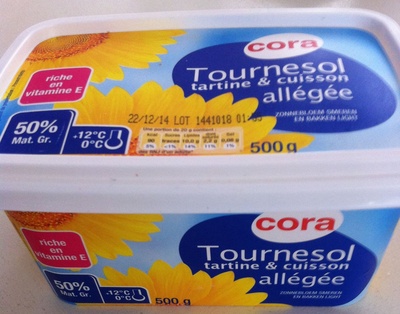 cora
Tournesol
tartine & cuisson
allégée
ZONNEBLOEM SMEREN
EN BAKKEN LIGHT
riche
en
vitamine E
22/12/14 LOT 1441018
50%
Mat. Gr.
-12°C
0°C
500 g
cora
Tournesol
tartine & cuisson
allégée
ZONNEBLOEM SMEREN
EN BAKKEN LIGHT
riche
en
vitamine E
50%
Mat. Gr.
-12°C
0°C
500 g